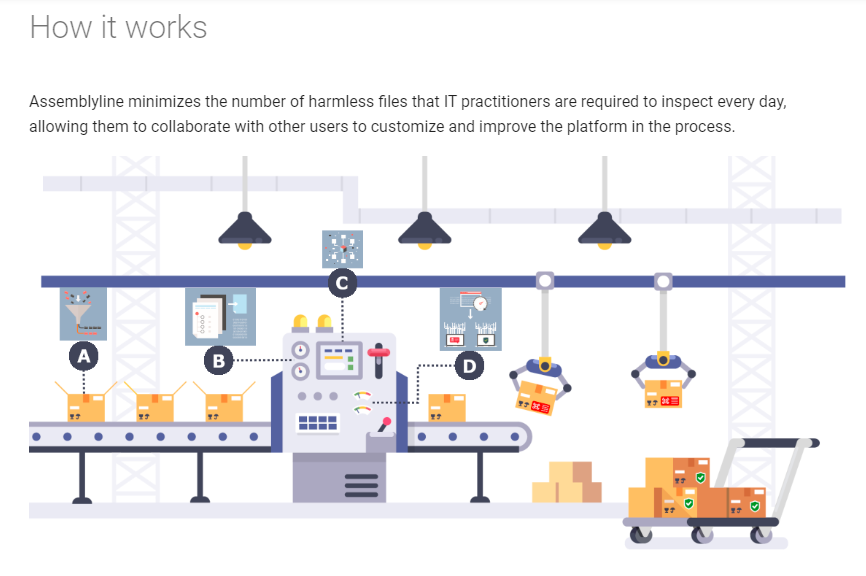 How it works
Assemblyline minimizes the number of harmless files that IT practitioners are required to inspect every day,
allowing them to collaborate with other users to customize and improve the platform in the process.
C
A
B
D